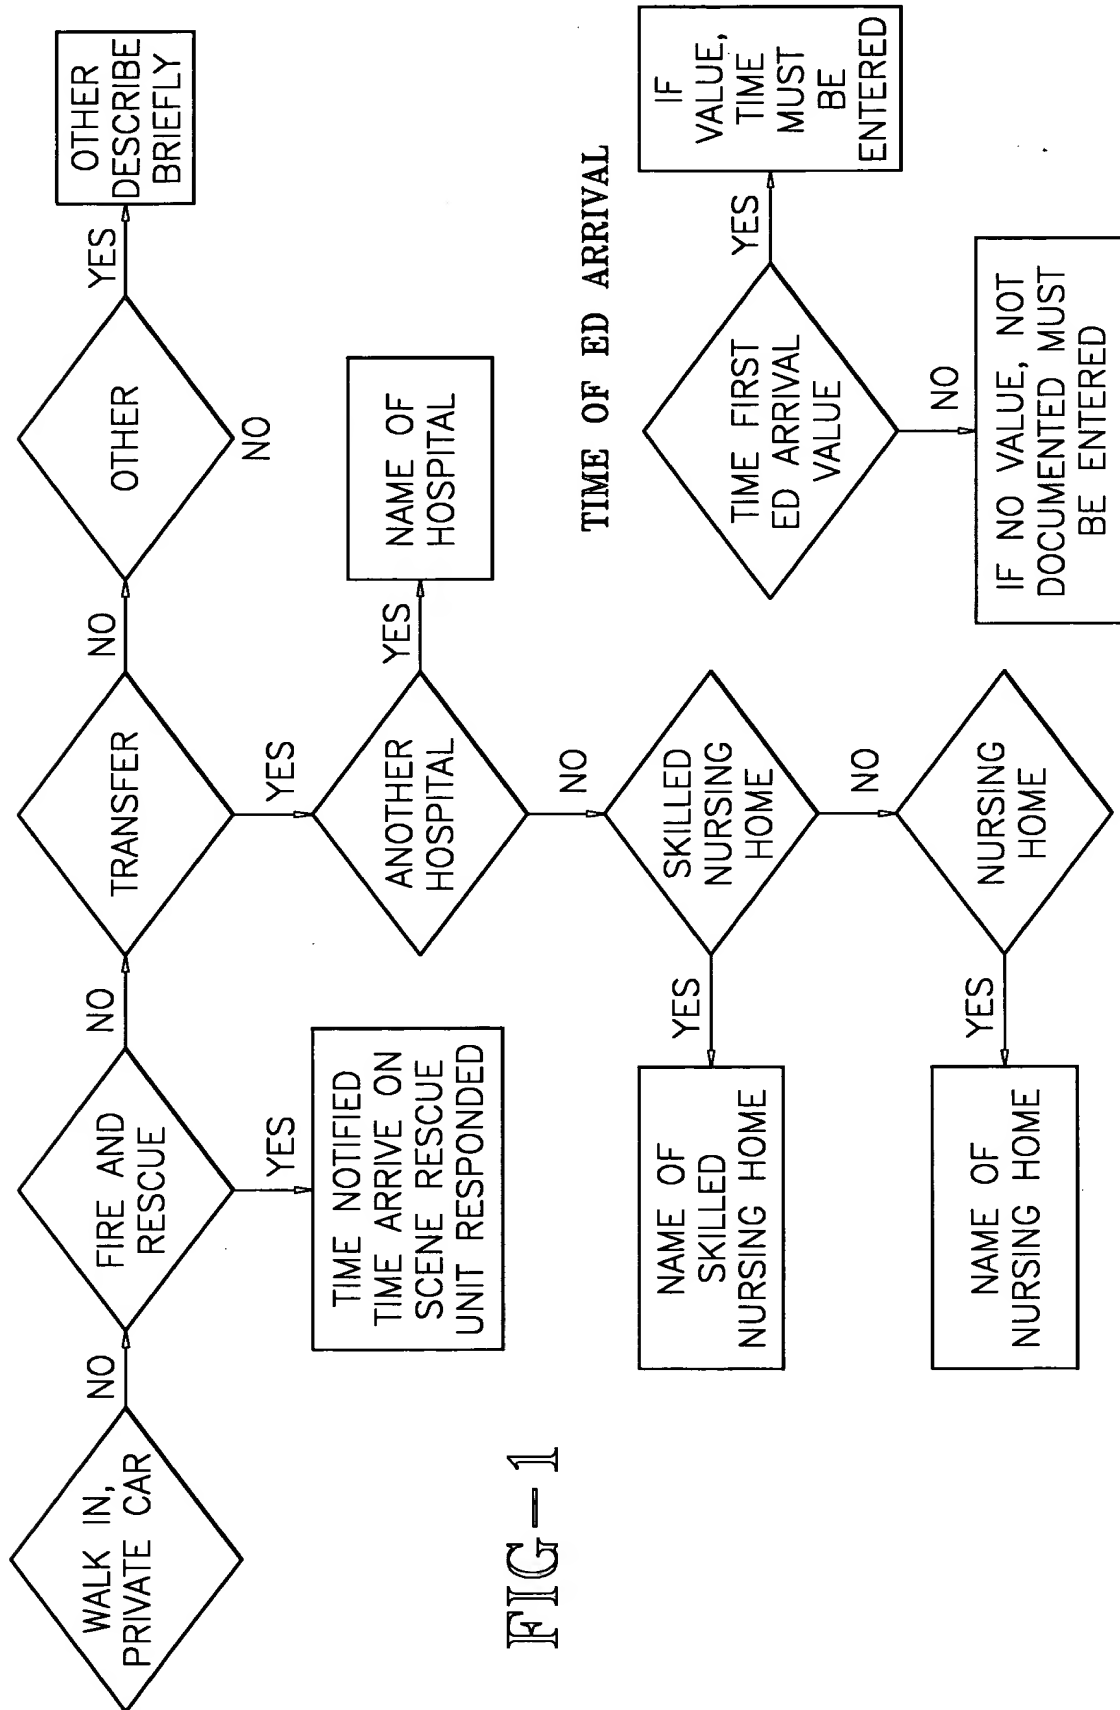 WALK IN,
PRIVATE CAR
NO
FIRE AND
RESCUE
YES
TIME NOTIFIED
TIME ARRIVE ON
SCENE RESCUE
UNIT RESPONDED
NO
TRANSFER
NO
OTHER
YES
OTHER
DESCRIBE
BRIEFLY
NO
YES
ANOTHER
HOSPITAL
YES
NAME OF
HOSPITAL
NO
SKILLED
NURSING
HOME
YES
NAME OF
SKILLED
NURSING HOME
NO
NURSING
HOME
YES
NAME OF
NURSING HOME
TIME OF ED ARRIVAL
TIME FIRST
ED ARRIVAL
VALUE
YES
IF
VALUE,
TIME
MUST
BE
ENTERED
NO
IF NO VALUE, NOT
DOCUMENTED MUST
BE ENTERED
FIG-1